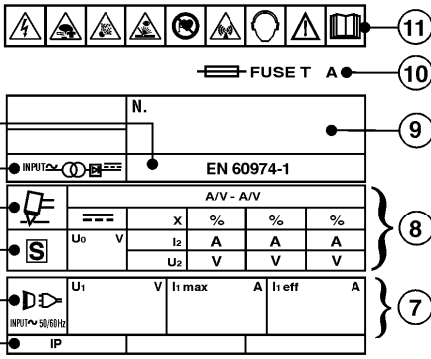 11
FUSE T A
10
N.
9
INPUT~
EN 60974-1
A/V - A/V
X % % %
8
S
U0 V I2 A A A
U2 V V V
U1 V I1 max A I1 eff A
7
INPUT~ 50/60Hz
IP